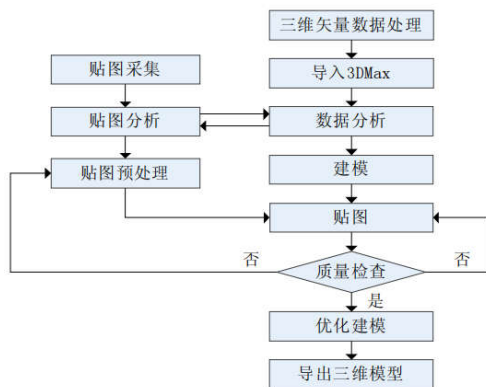 三维矢量数据处理
贴图采集
导入3DMax
贴图分析
数据分析
贴图预处理
建模
贴图
否
质量检查
否
是
优化建模
导出三维模型